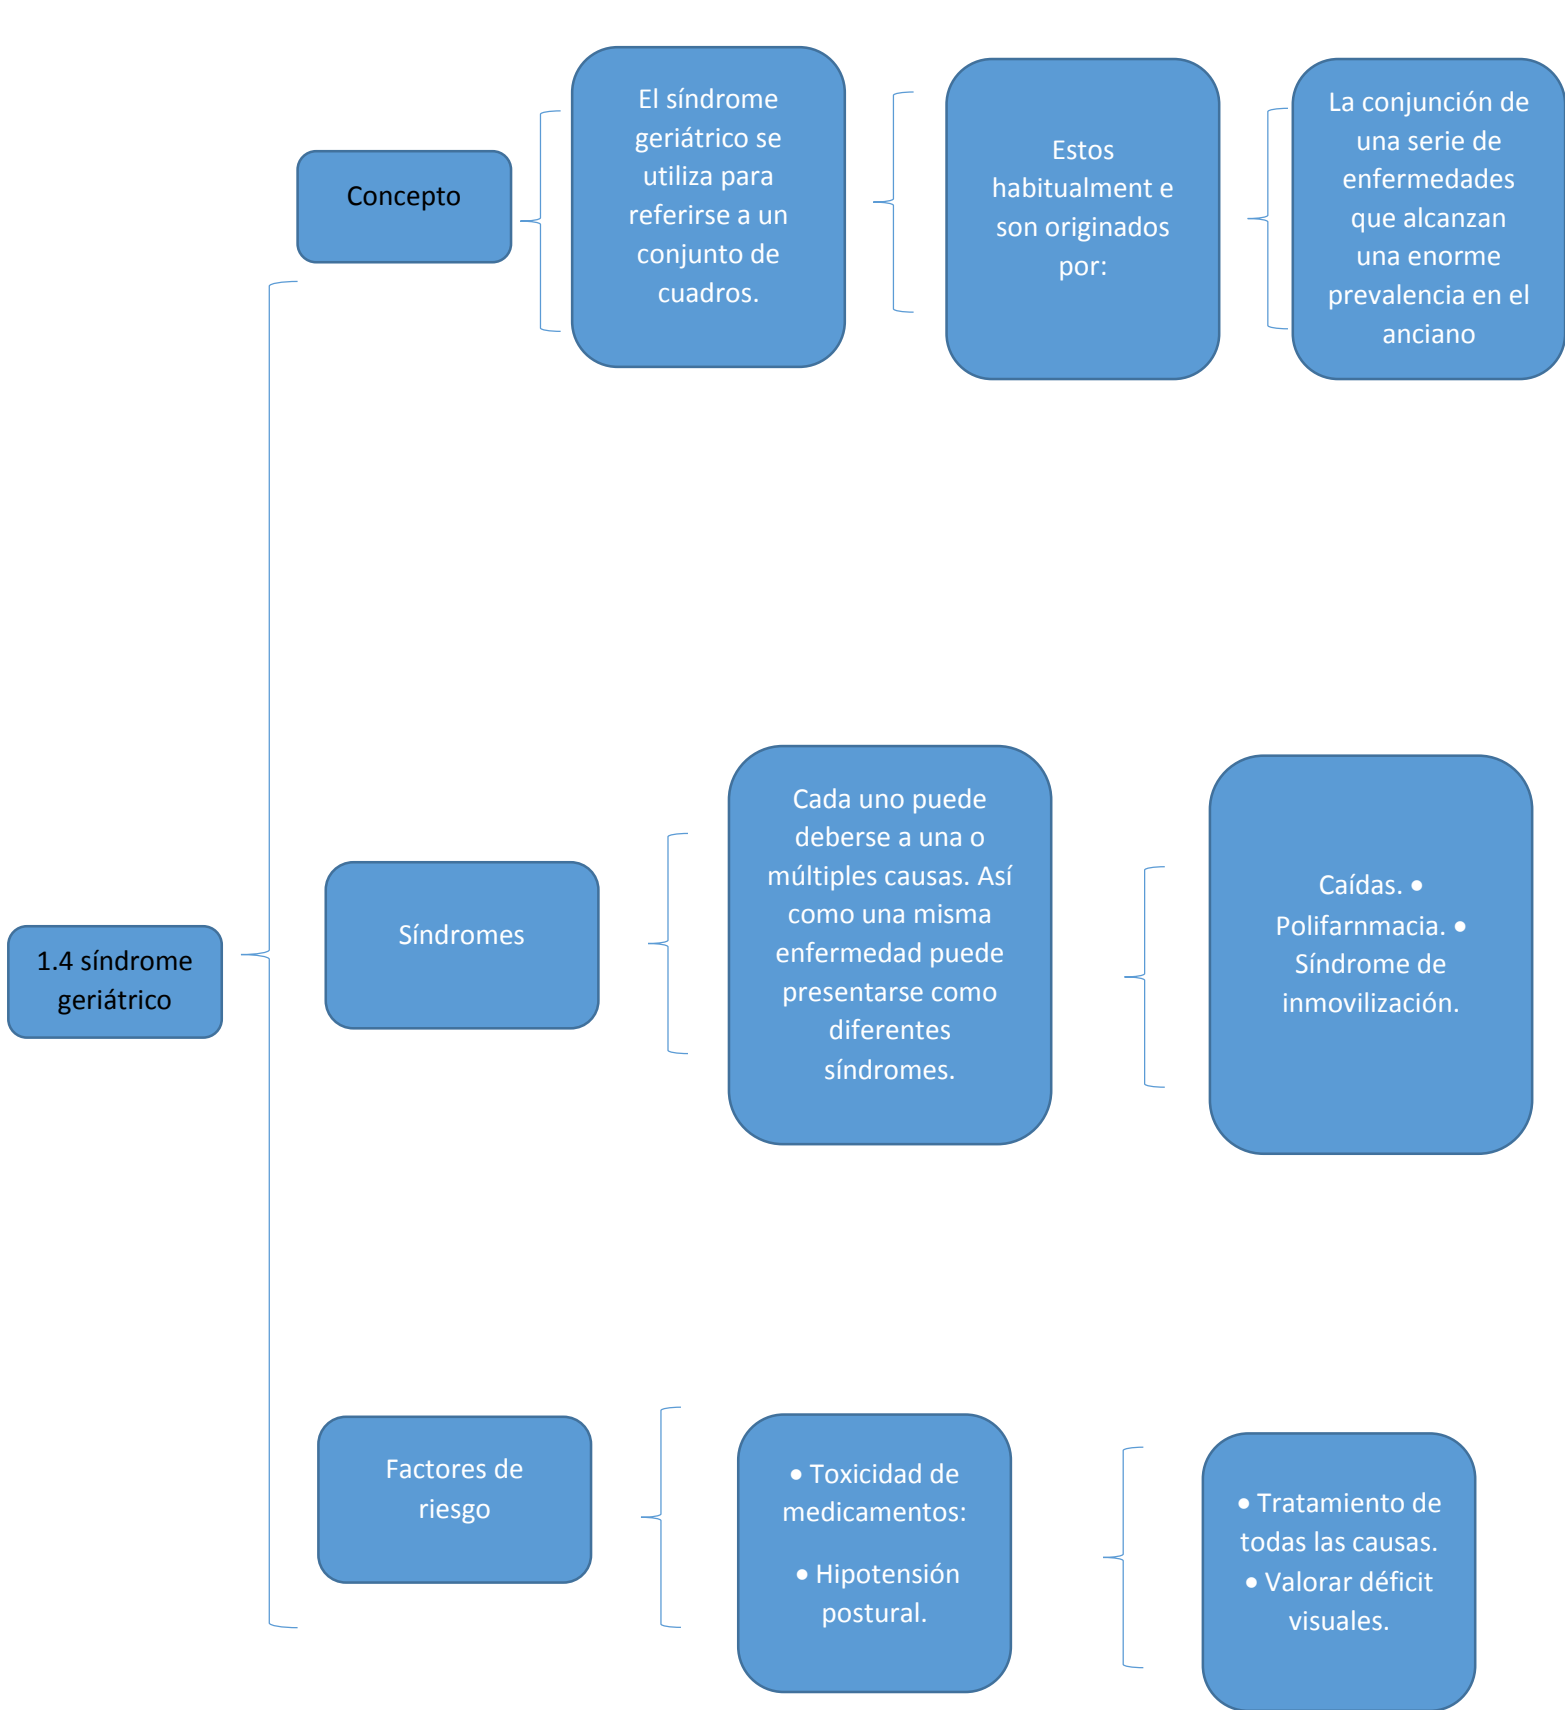 Concepto
El síndrome
geriátrico se
utiliza para
referirse a un
conjunto de
cuadros.
Estos
habitualment e
son originados
por:
La conjunción de
una serie de
enfermedades
que alcanzan
una enorme
prevalencia en el
anciano
1.4 síndrome
geriátrico
Síndromes
Cada uno puede
deberse a una o
múltiples causas. Así
como una misma
enfermedad puede
presentarse como
diferentes
síndromes.
Caídas. •
Polifarnmacia. •
Síndrome de
inmovilización.
Factores de
riesgo
• Toxicidad de
medicamentos:
• Hipotensión
postural.
• Tratamiento de
todas las causas.
• Valorar déficit
visuales.